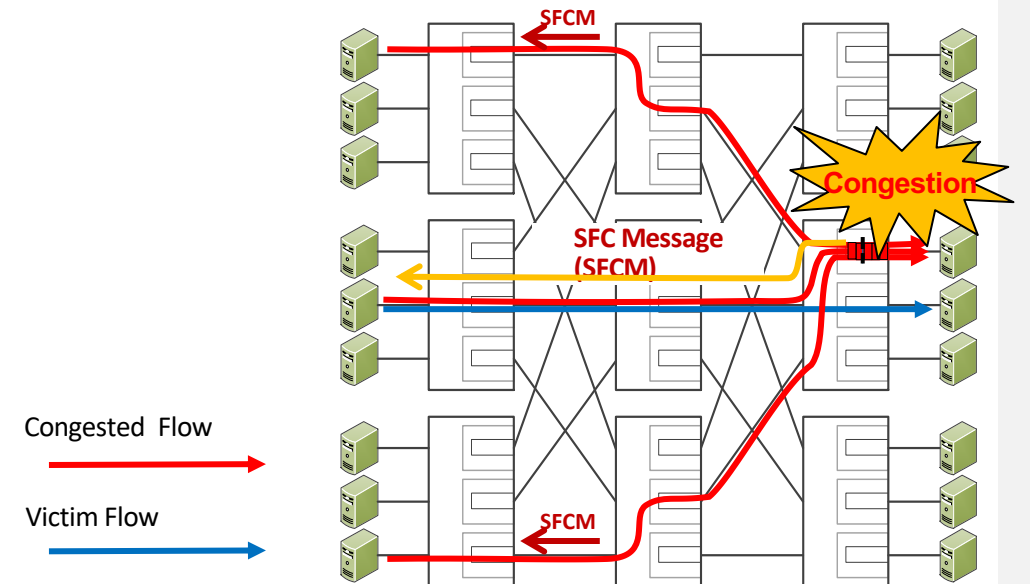 SFCM
Congestion
SFC Message
(SFCM)
Congested Flow
Victim Flow
SFCM